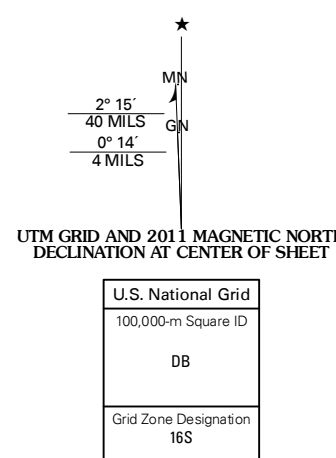 ★
MN
2° 15´
40 MILS
GN
0° 14´
4 MILS
UTM GRID AND 2011 MAGNETIC NORTH
DECLINATION AT CENTER OF SHEET
U.S. National Grid
100,000-m Square ID
DB
Grid Zone Designation
16S